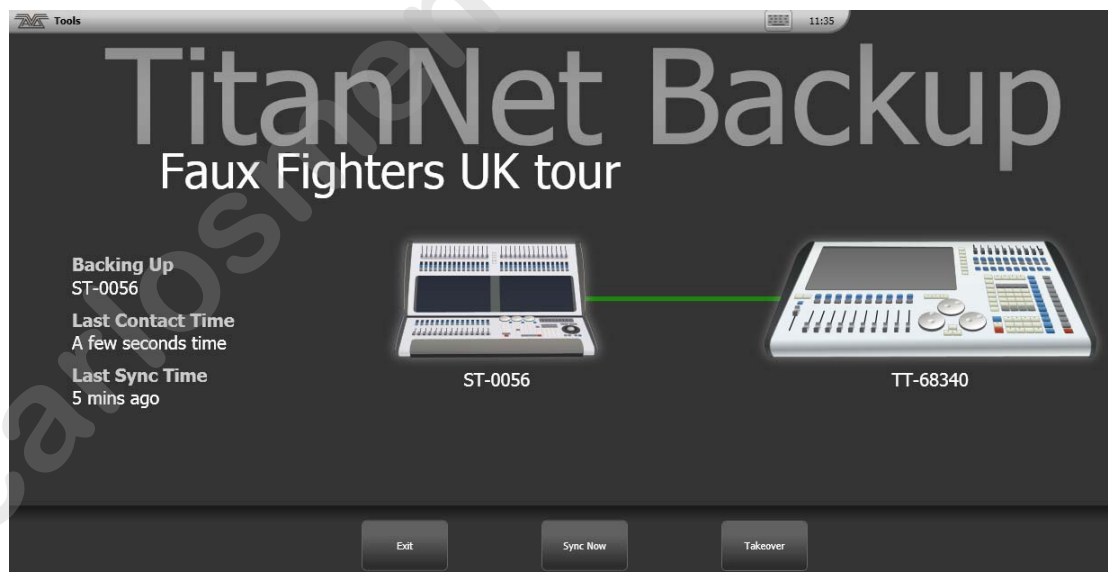 Tools
11:35
TitanNet Backup
Faux Fighters UK tour
Backing Up
ST-0056
Last Contact Time
A few seconds time
Last Sync Time
5 mins ago
ST-0056
TT-68340
Exit
Sync Now
Takeover